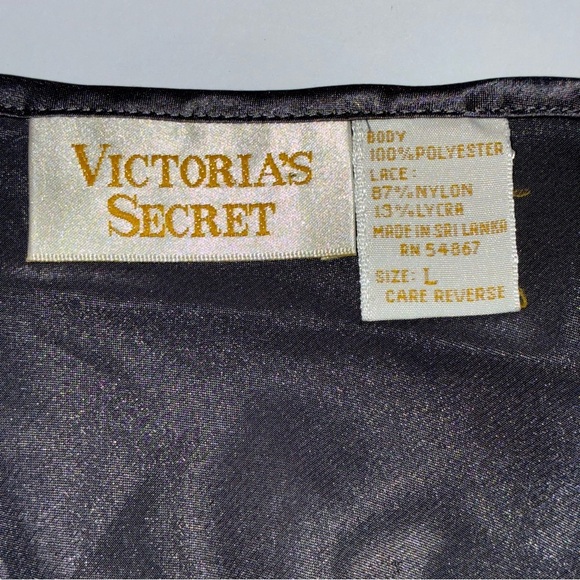 VICTORIA'S
SECRET
BODY
100% POLYESTER
LACE:
87% NYLON
13% LYCRA
MADE IN SRI LANKA
RN 54867
SIZE: L
CARE REVERSE